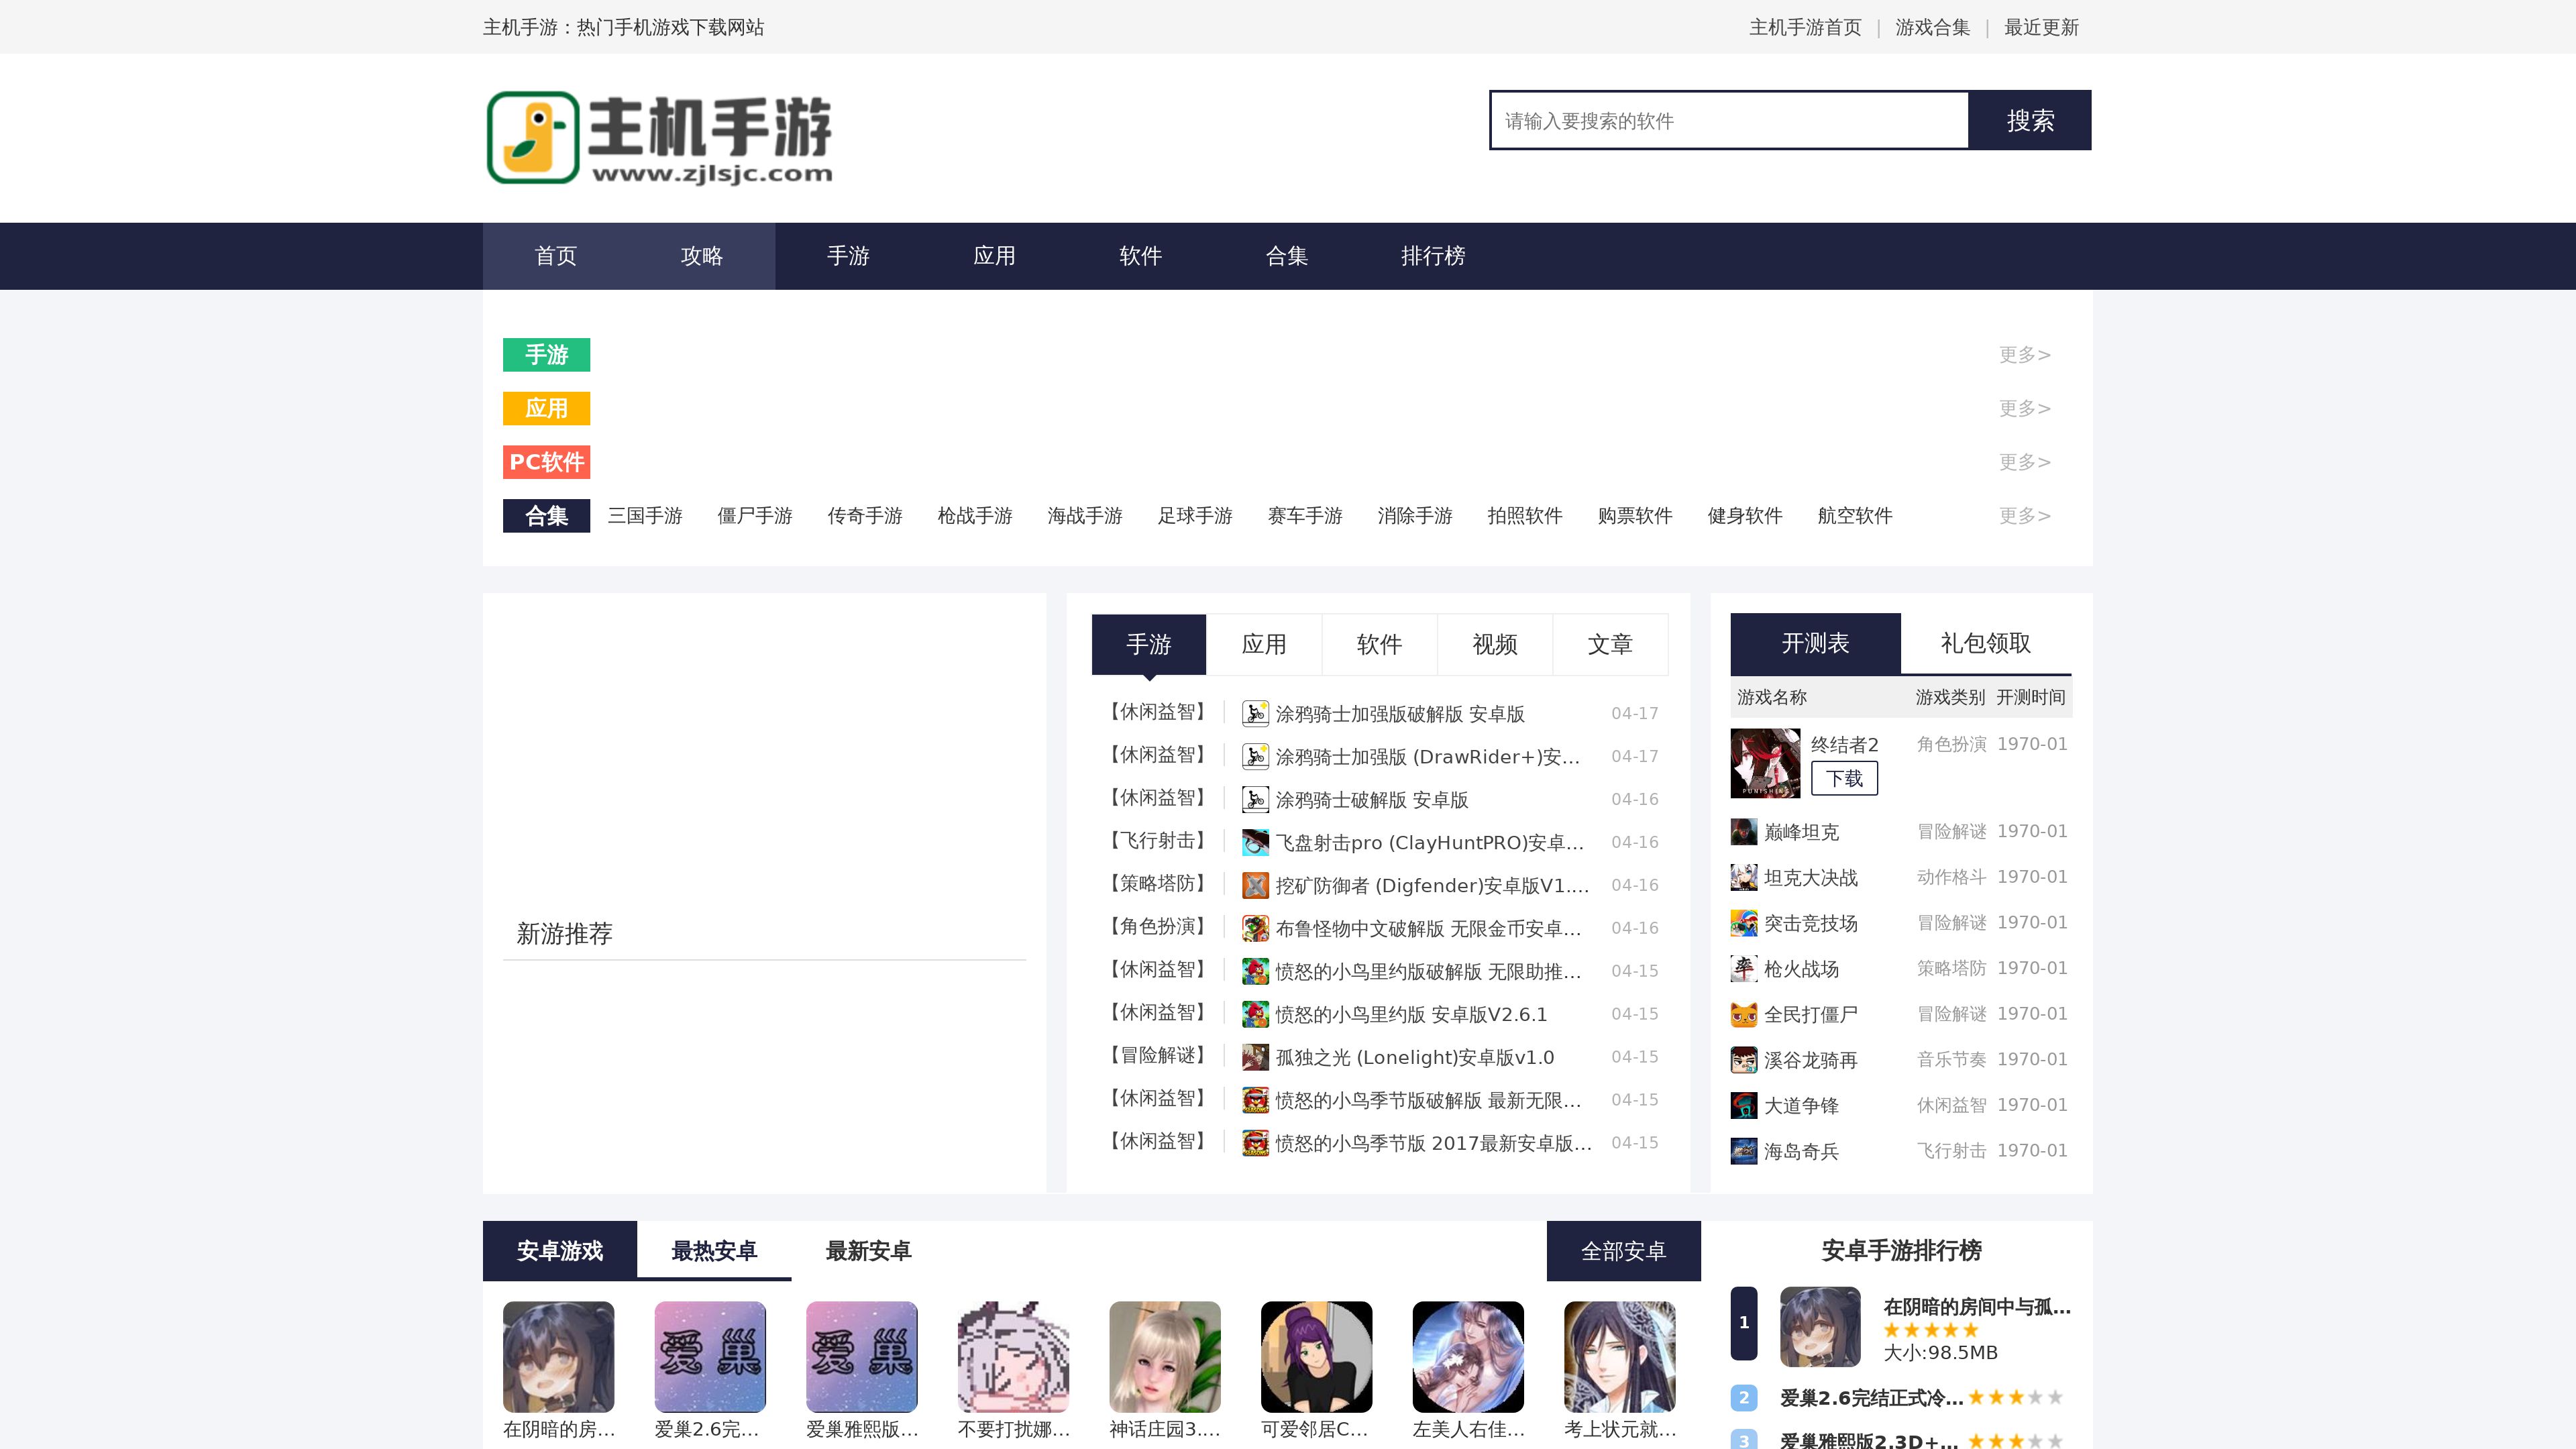 主机手游：热门手机游戏下载网站
主机手游首页 | 游戏合集 | 最近更新
主机手游
www.zjlsjc.com
请输入要搜索的软件
搜索
首页 攻略 手游 应用 软件 合集 排行榜
手游 更多>
应用 更多>
PC软件 更多>
合集 三国手游 僵尸手游 传奇手游 枪战手游 海战手游 足球手游 赛车手游 消除手游 拍照软件 购票软件 健身软件 航空软件 更多>
新游推荐
手游 应用 软件 视频 文章
【休闲益智】 涂鸦骑士加强版破解版 安卓版 04-17
【休闲益智】 涂鸦骑士加强版 (DrawRider+)安... 04-17
【休闲益智】 涂鸦骑士破解版 安卓版 04-16
【飞行射击】 飞盘射击pro (ClayHuntPRO)安卓... 04-16
【策略塔防】 挖矿防御者 (Digfender)安卓版V1.... 04-16
【角色扮演】 布鲁怪物中文破解版 无限金币安卓... 04-16
【休闲益智】 愤怒的小鸟里约版破解版 无限助推... 04-15
【休闲益智】 愤怒的小鸟里约版 安卓版V2.6.1 04-15
【冒险解谜】 孤独之光 (Lonelight)安卓版v1.0 04-15
【休闲益智】 愤怒的小鸟季节版破解版 最新无限... 04-15
【休闲益智】 愤怒的小鸟季节版 2017最新安卓版... 04-15
开测表 礼包领取
游戏名称 游戏类别 开测时间
终结者2 角色扮演 1970-01
下载
巅峰坦克 冒险解谜 1970-01
坦克大决战 动作格斗 1970-01
突击竞技场 冒险解谜 1970-01
枪火战场 策略塔防 1970-01
全民打僵尸 冒险解谜 1970-01
溪谷龙骑再 音乐节奏 1970-01
大道争锋 休闲益智 1970-01
海岛奇兵 飞行射击 1970-01
安卓游戏 最热安卓 最新安卓 全部安卓
爱巢 爱巢
在阴暗的房... 爱巢2.6完... 爱巢雅熙版... 不要打扰娜... 神话庄园3.... 可爱邻居C... 左美人右佳... 考上状元就...
安卓手游排行榜
1 在阴暗的房间中与孤...
大小:98.5MB
2 爱巢2.6完结正式冷...
3 爱巢雅熙版2.3D+...